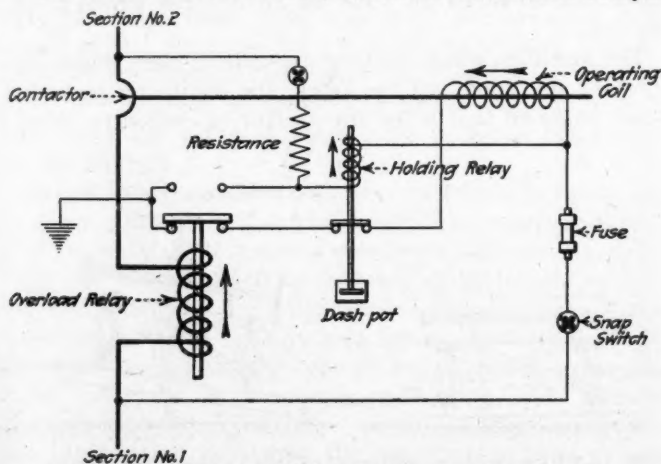 Section No.2
Contactor
Operating
Coil
Resistance
Holding Relay
Fuse
Overload Relay
Dash pot
Snap
Switch
Section No.1